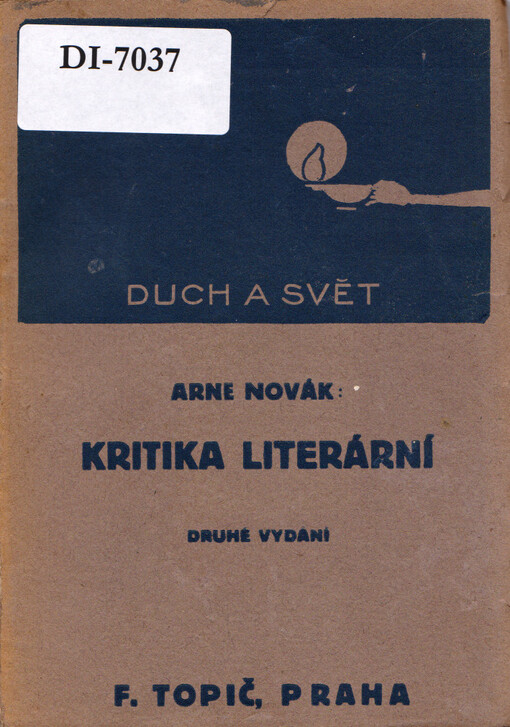 DI-7037
DUCH A SVĚT
ARNE NOVÁK:
KRITIKA LITERÁRNÍ
DRUHÉ VYDÁNÍ
F. TOPIČ, PRAHA